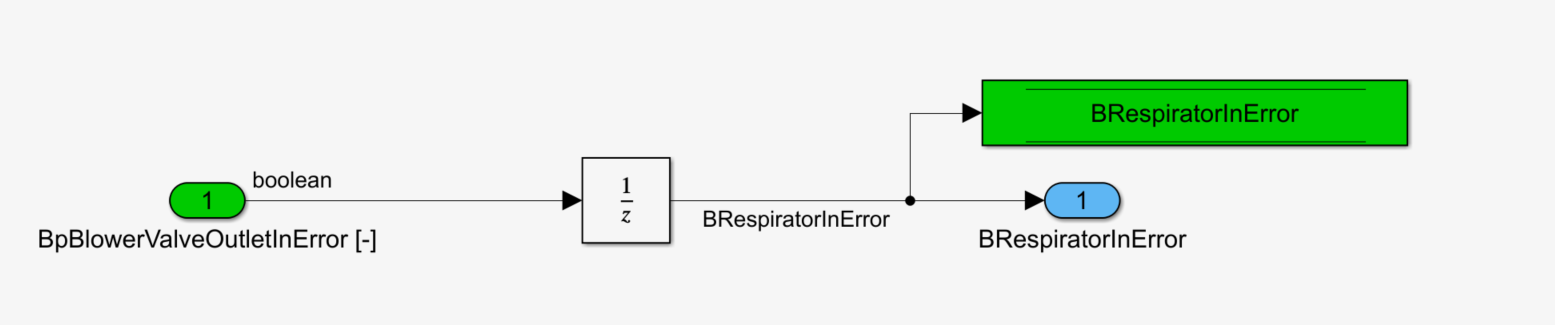 BRespiratorInError
boolean
1
1
z
1
BRespiratorInError
BpBlowerValveOutletInError [-]
BRespiratorInError